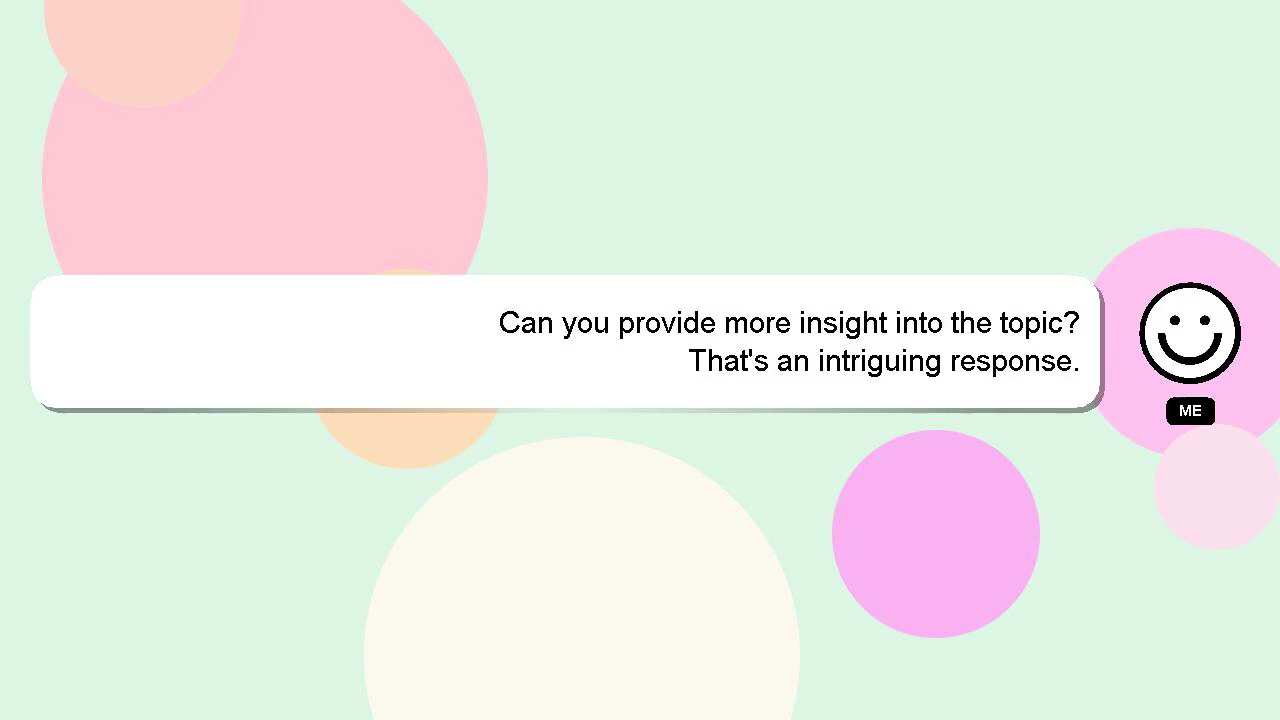 Can you provide more insight into the topic?
That's an intriguing response.
ME